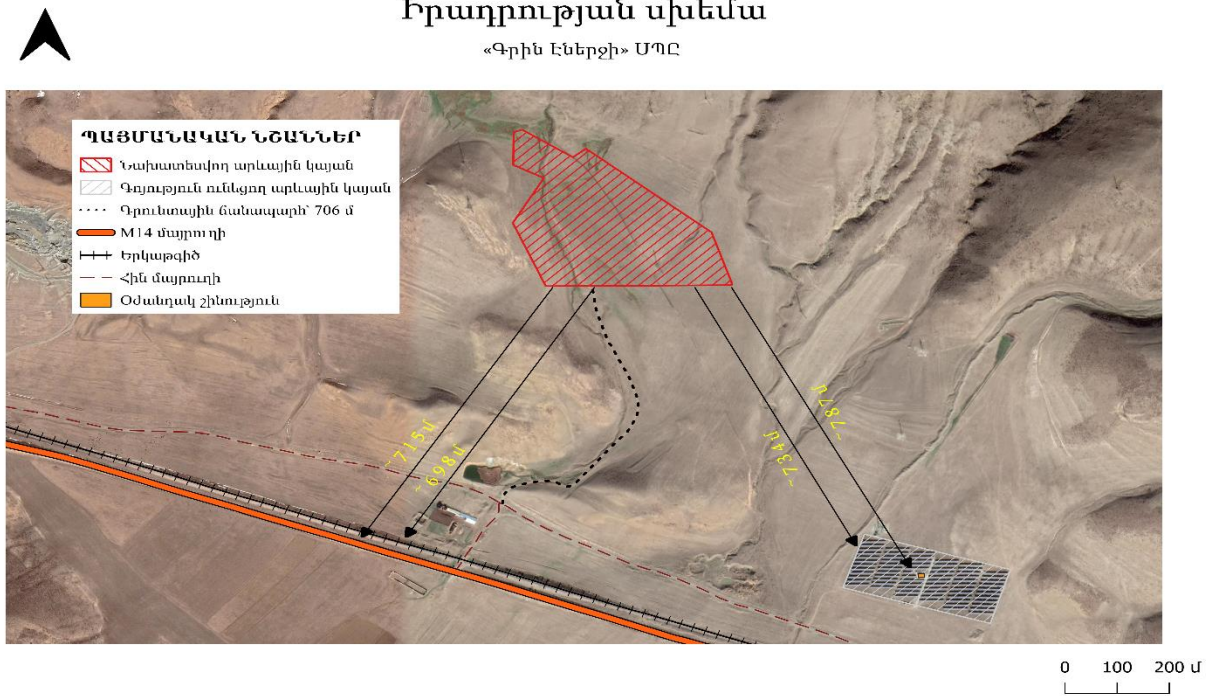 Իրադրության սխեմա
«Գրին Էներջի» ՍՊԸ
ՊԱՅՄԱՆԱԿԱՆ ՆՇԱՆՆԵՐ
Նախատեսվող արևային կայան
Գոյություն ունեցող արևային կայան
Գրունտային ճանապարհ՝ 706 մ
M14 մայրուղի
Երկաթգիծ
Հին մայրուղի
Օժանդակ շինություն
~715մ
~698մ
~734մ
~787մ
0 100 200 մ